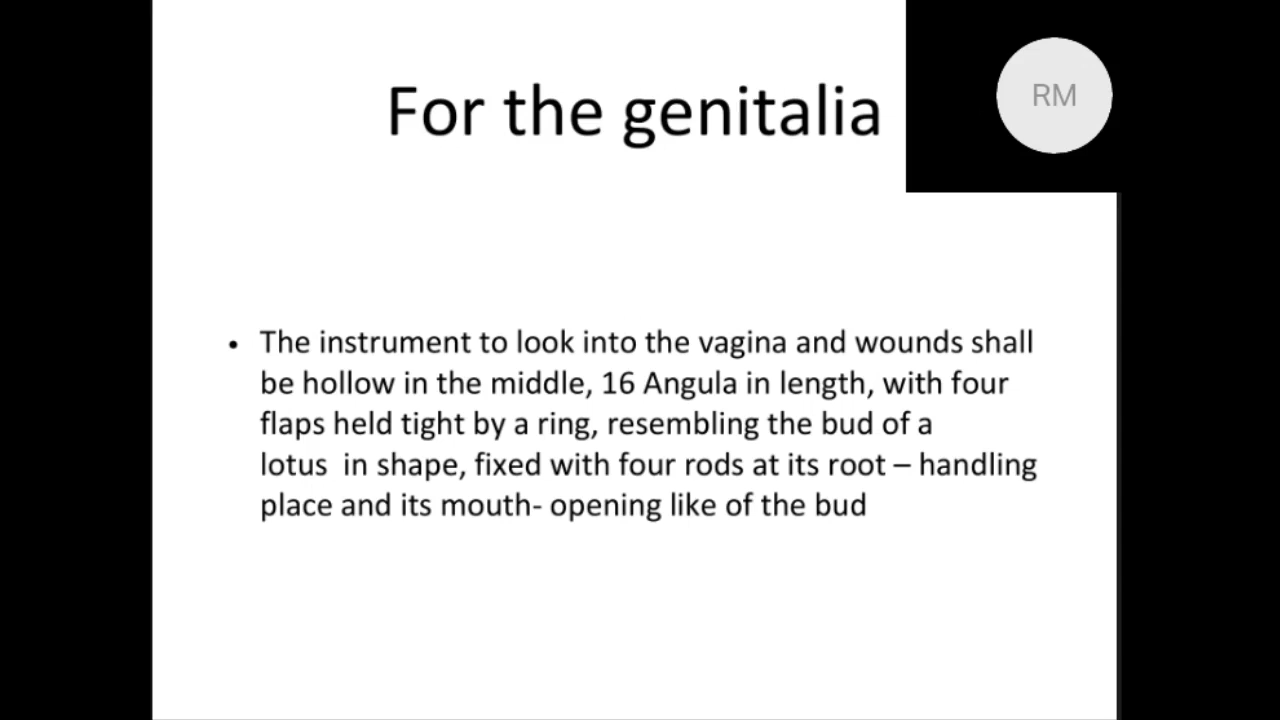 For the genitalia
RM
• The instrument to look into the vagina and wounds shall
be hollow in the middle, 16 Angula in length, with four
flaps held tight by a ring, resembling the bud of a
lotus  in shape, fixed with four rods at its root – handling
place and its mouth- opening like of the bud